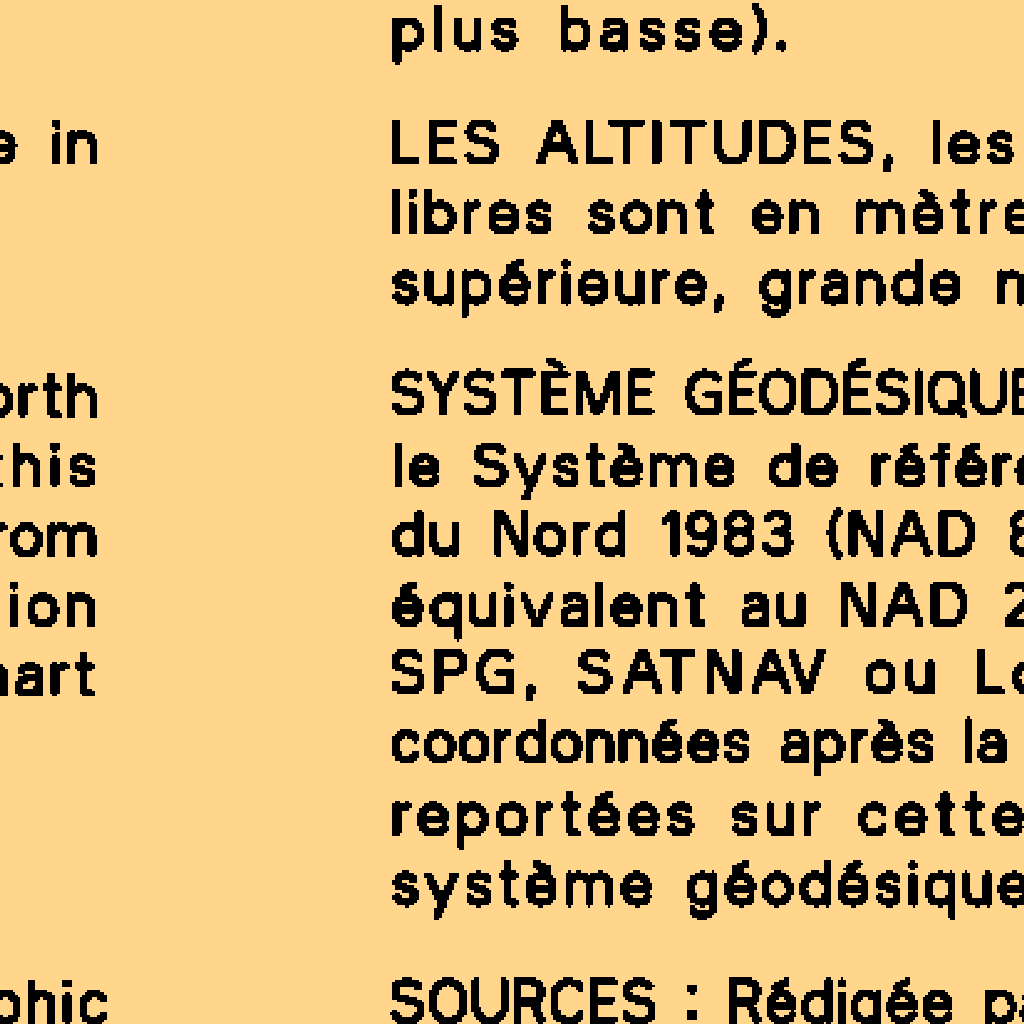 e in
orth
this
rom
ion
hart
phic
plus basse).
LES ALTITUDES, les
libres sont en mètre
supérieure, grande m
SYSTÈME GÉODÉSIQUE
le Système de référe
du Nord 1983 (NAD 8
équivalent au NAD 2
SPG, SATNAV ou Lo
coordonnées après la
reportées sur cette
système géodésique
SOURCES : Rédigée pa